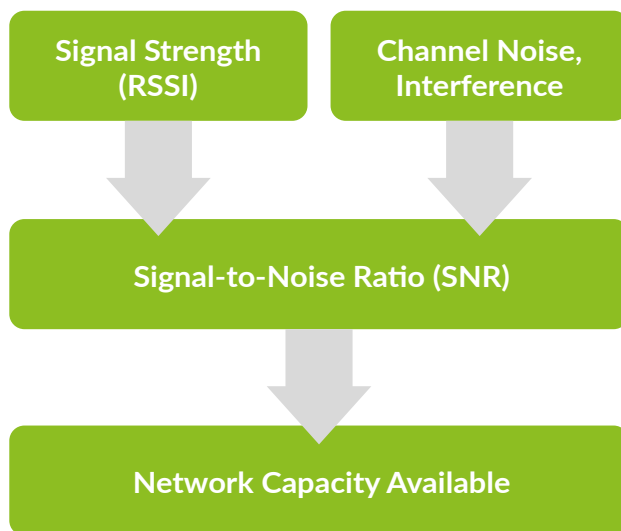 Signal Strength
(RSSI)
Channel Noise,
Interference
Signal-to-Noise Ratio (SNR)
Network Capacity Available